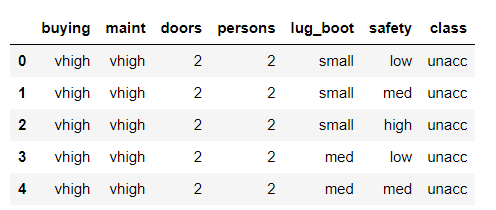 buying maint doors persons lug_boot safety class
0 vhigh vhigh 2 2 small low unacc
1 vhigh vhigh 2 2 small med unacc
2 vhigh vhigh 2 2 small high unacc
3 vhigh vhigh 2 2 med low unacc
4 vhigh vhigh 2 2 med med unacc